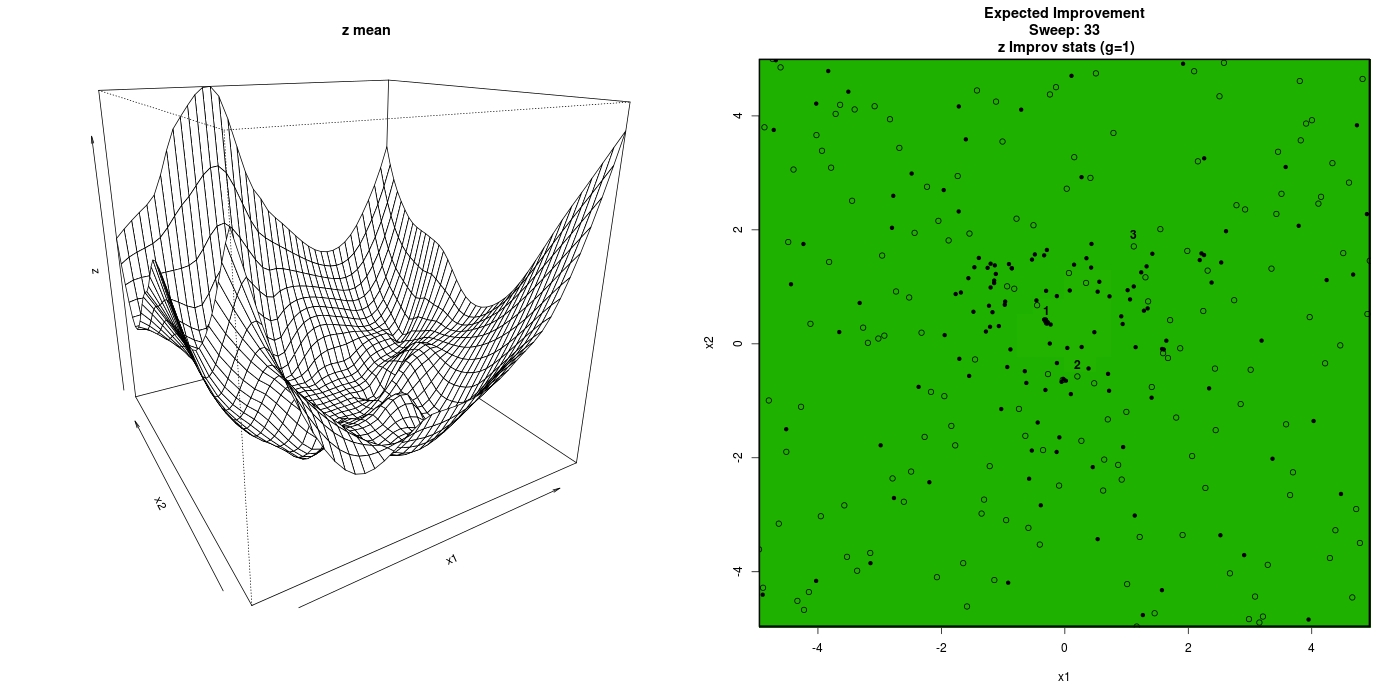 z mean
z
x2
x1
Expected Improvement
Sweep: 33
z Improv stats (g=1)
x2
4
2
0
-2
-4
3
1
2
-4
-2
0
2
4
x1